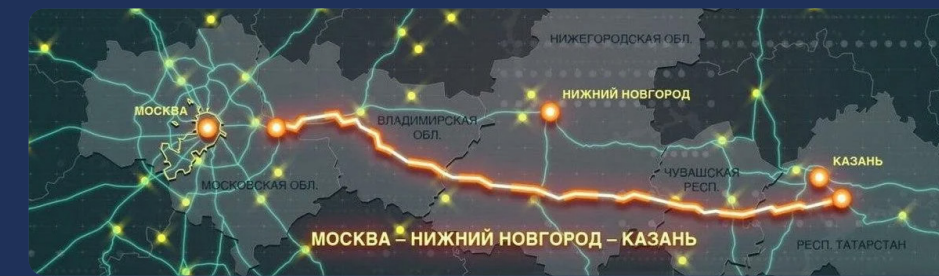 НИЖЕГОРОДСКАЯ ОБЛ.
НИЖНИЙ НОВГОРОД
МОСКВА
ВЛАДИМИРСКАЯ
ОБЛ.
КАЗАНЬ
ЧУВАШСКАЯ
РЕСП.
МОСКОВСКАЯ ОБЛ.
МОСКВА – НИЖНИЙ НОВГОРОД – КАЗАНЬ
РЕСП. ТАТАРСТАН